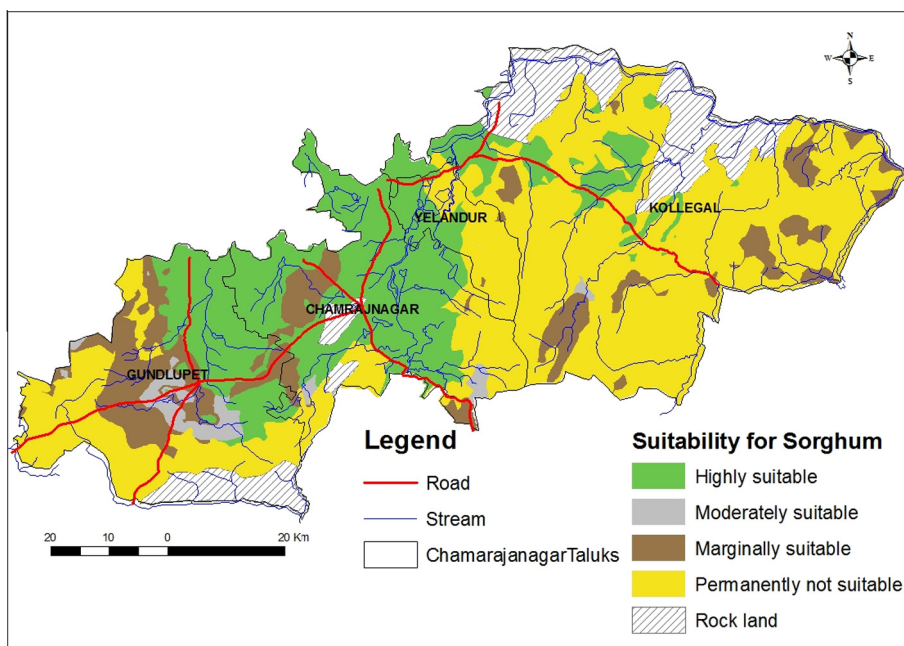 N
W E
S
YELANDUR
KOLLEGAL
CHAMRAJNAGAR
GUNDLUPET
Legend
Road
Stream
ChamarajanagarTaluks
20 10 0 20 Km
Suitability for Sorghum
Highly suitable
Moderately suitable
Marginally suitable
Permanently not suitable
Rock land